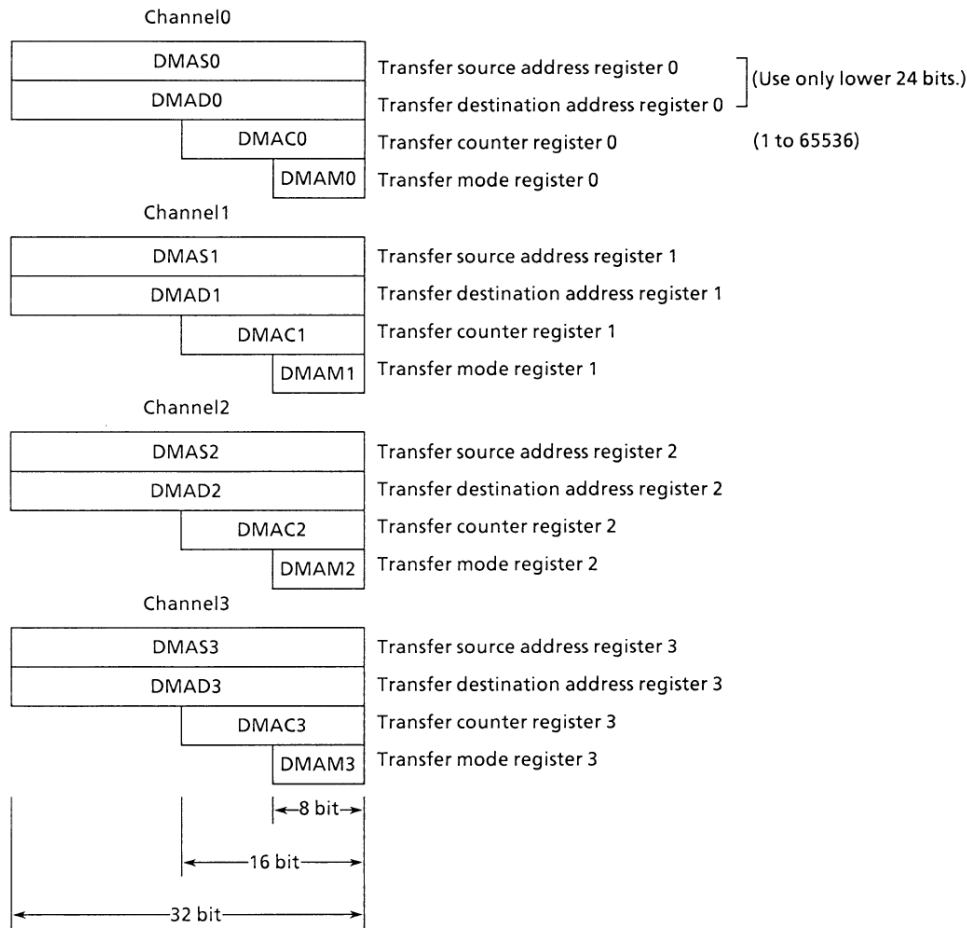 Channel0
DMAS0 Transfer source address register 0 (Use only lower 24 bits.)
DMAD0 Transfer destination address register 0
DMAC0 Transfer counter register 0 (1 to 65536)
DMAM0 Transfer mode register 0
Channel1
DMAS1 Transfer source address register 1
DMAD1 Transfer destination address register 1
DMAC1 Transfer counter register 1
DMAM1 Transfer mode register 1
Channel2
DMAS2 Transfer source address register 2
DMAD2 Transfer destination address register 2
DMAC2 Transfer counter register 2
DMAM2 Transfer mode register 2
Channel3
DMAS3 Transfer source address register 3
DMAD3 Transfer destination address register 3
DMAC3 Transfer counter register 3
DMAM3 Transfer mode register 3
8 bit
16 bit
32 bit